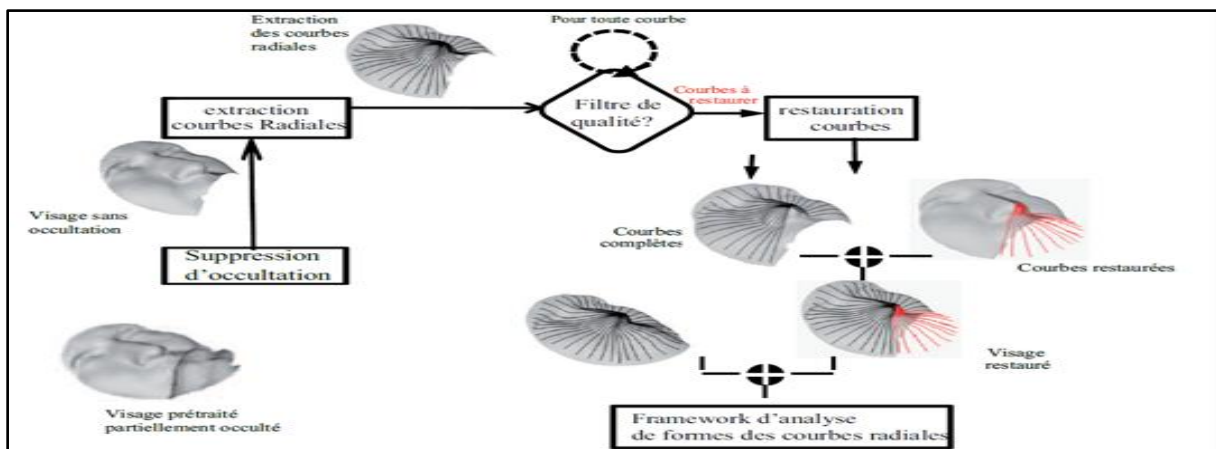 Extraction
des courbes
radiales
Pour toute courbe
extraction
courbes Radiales
Filtre de
qualité?
Courbes à
restaurer
restauration
courbes
Visage sans
occultation
Suppression
d'occultation
Courbes
complètes
Courbes restaurées
Visage
restauré
Visage prétraité
partiellement occulté
Framework d'analyse
de formes des courbes radiales